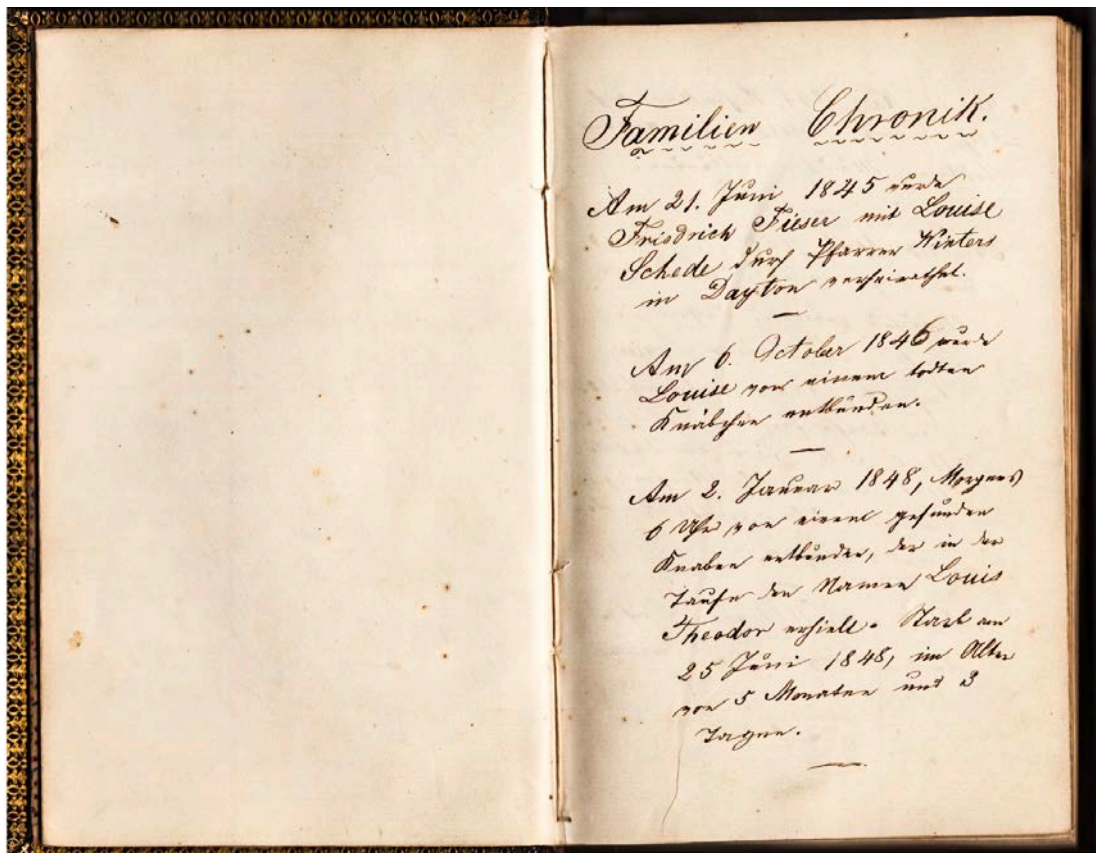 Familien Chronik.
Am 21. Juni 1845 wurde
Friedrich Fieser mit Louise
Schede durch Pfarrer Winters
in Dayton verheirathet.
Am 6. October 1846 wurde
Louise von einem todten
Knäbchen entbunden.
Am 2. Januar 1848, Morgens
6 Uhr von einem gesunden
Knaben entbunden, der in der
Taufe den Namen Louis
Theodor erhielt. Starb am
25 Juni 1848, im Alter
von 5 Monaten und 3
Tagen.